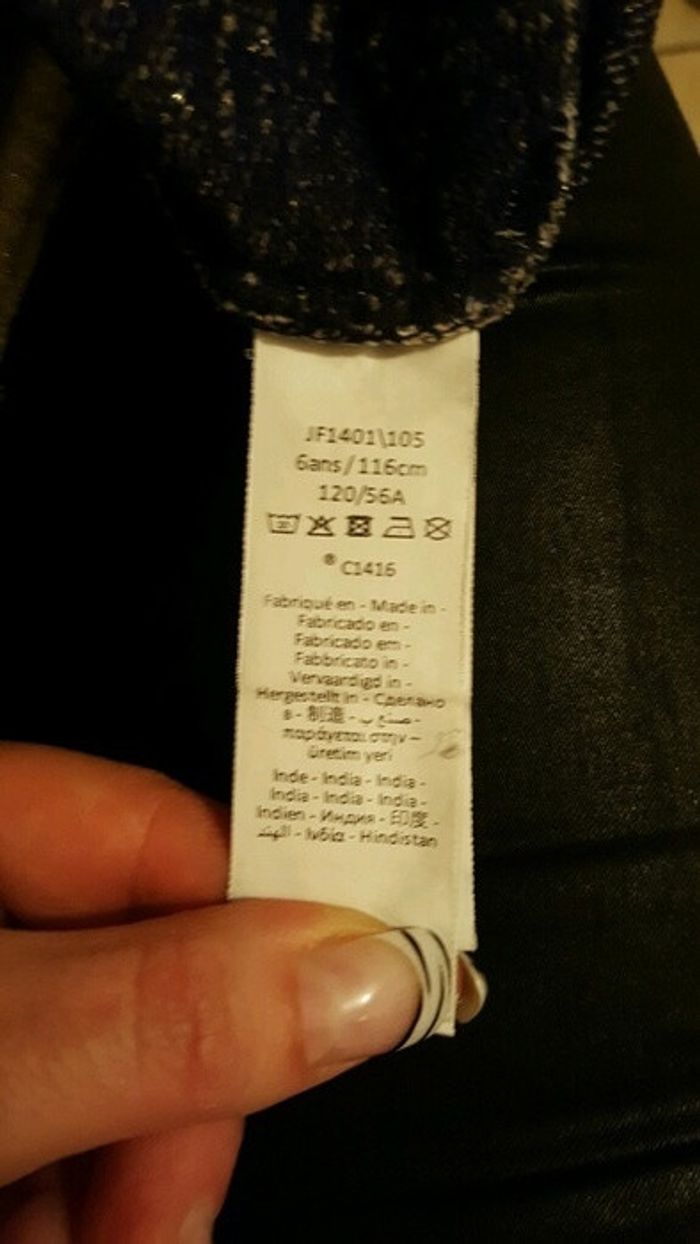 JF1401\105
6ans/116cm
120/56A
30
® C1416
Fabriqué en - Made in -
Fabricado en -
Fabricado em -
Fabbricato in -
Vervaardigd in -
Hergestellt in - Сделано
в - 制造 - صنع ب -
παράγεται στην –
üretim yeri
Inde - India - India -
India - India - India -
Indien - Индия - 印度 -
الهند - Ινδία - Hindistan